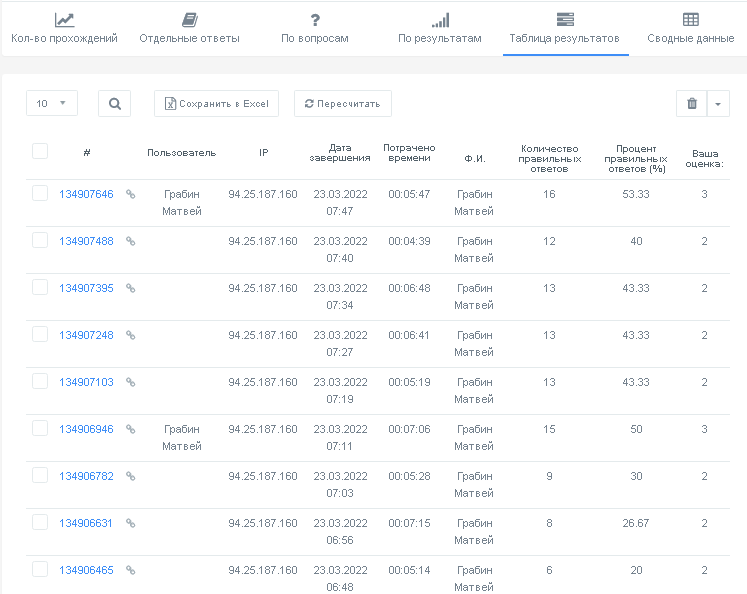 Кол-во прохождений Отдельные ответы По вопросам По результатам Таблица результатов Сводные данные
10 Сохранить в Excel Пересчитать
# Пользователь IP Дата завершения Потрачено времени Ф.И. Количество правильных ответов Процент правильных ответов (%) Ваша оценка:
134907646 Грабин Матвей 94.25.187.160 23.03.2022 07:47 00:05:47 Грабин Матвей 16 53.33 3
134907488 94.25.187.160 23.03.2022 07:40 00:04:39 Грабин Матвей 12 40 2
134907395 94.25.187.160 23.03.2022 07:34 00:06:48 Грабин Матвей 13 43.33 2
134907248 94.25.187.160 23.03.2022 07:27 00:06:41 Грабин Матвей 13 43.33 2
134907103 94.25.187.160 23.03.2022 07:19 00:05:19 Грабин Матвей 13 43.33 2
134906946 Грабин Матвей 94.25.187.160 23.03.2022 07:11 00:07:06 Грабин Матвей 15 50 3
134906782 94.25.187.160 23.03.2022 07:03 00:05:28 Грабин Матвей 9 30 2
134906631 94.25.187.160 23.03.2022 06:56 00:07:15 Грабин Матвей 8 26.67 2
134906465 94.25.187.160 23.03.2022 06:48 00:05:14 Грабин Матвей 6 20 2